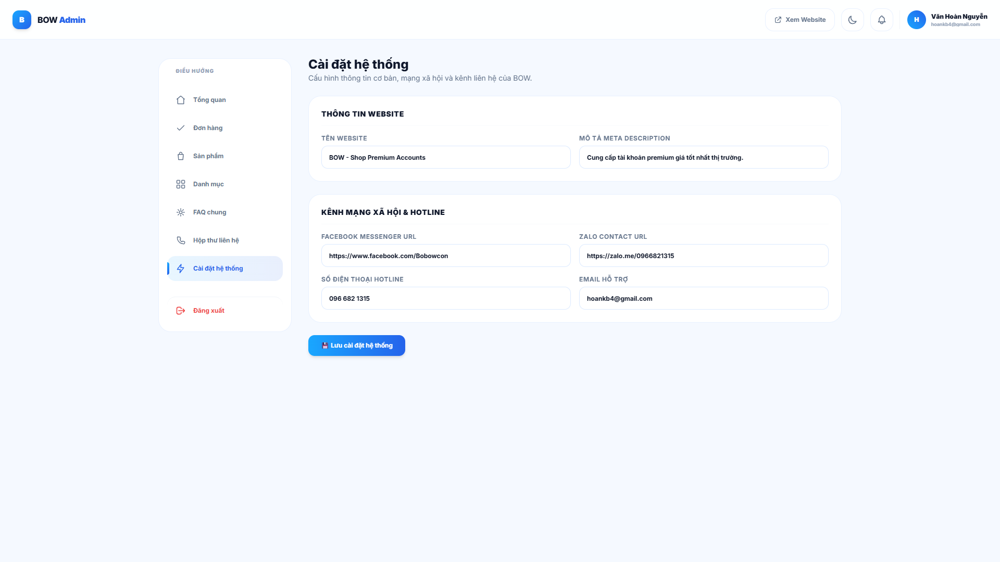 B
BOW Admin
Xem Website
H
Văn Hoàn Nguyễn
hoankb4@gmail.com
ĐIỀU HƯỚNG
Tổng quan
Đơn hàng
Sản phẩm
Danh mục
FAQ chung
Hộp thư liên hệ
Cài đặt hệ thống
Đăng xuất
Cài đặt hệ thống
Cấu hình thông tin cơ bản, mạng xã hội và kênh liên hệ của BOW.
THÔNG TIN WEBSITE
TÊN WEBSITE
BOW - Shop Premium Accounts
MÔ TẢ META DESCRIPTION
Cung cấp tài khoản premium giá tốt nhất thị trường.
KÊNH MẠNG XÃ HỘI & HOTLINE
FACEBOOK MESSENGER URL
https://www.facebook.com/Bobowcon
ZALO CONTACT URL
https://zalo.me/0966821315
SỐ ĐIỆN THOẠI HOTLINE
096 682 1315
EMAIL HỖ TRỢ
hoankb4@gmail.com
💾 Lưu cài đặt hệ thống